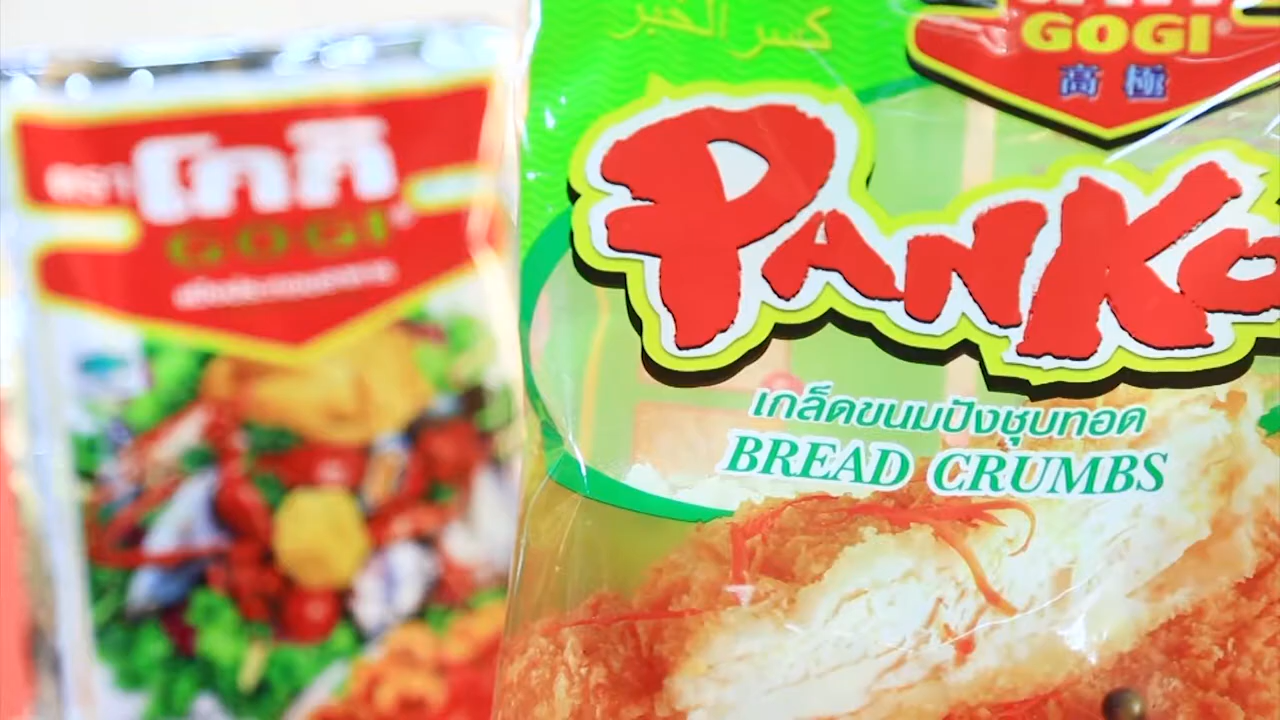 ตรา โกกิ
GOGI
كسر الخبز
GOGI®
高極
PANKO
เกล็ดขนมปังชุบทอด
BREAD CRUMBS